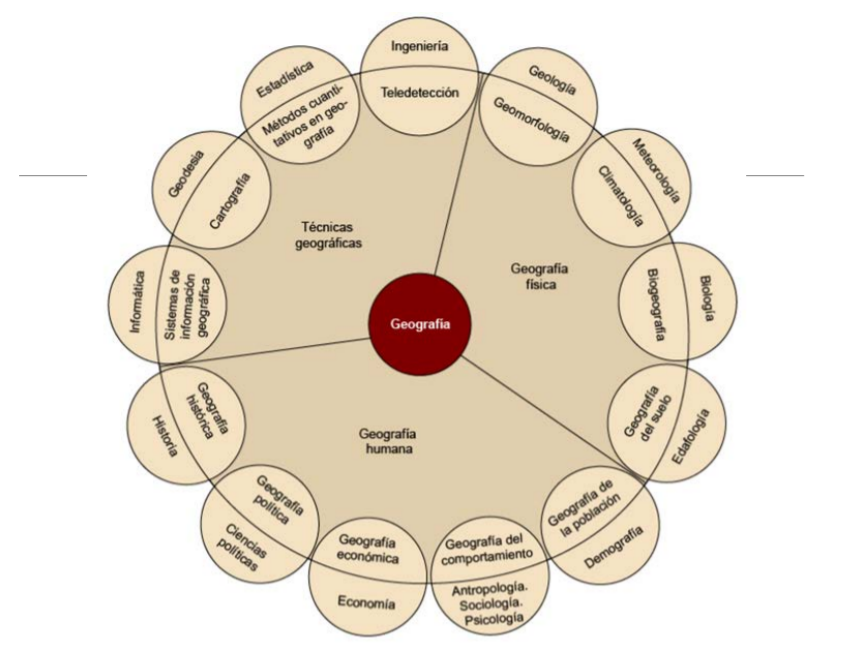 Ingeniería
Teledetección
Geología
Geomorfología
Meteorología
Climatología
Biología
Biogeografía
Edafología
Geografía
del suelo
Geografía de
la población
Demografía
Geografía del
comportamiento
Antropología.
Sociología.
Psicología
Geografía
económica
Economía
Geografía
política
Ciencias
políticas
Geografía
histórica
Historia
Informática
Sistemas de
información
geográfica
Geodesia
Cartografía
Estadística
Métodos cuanti-
tativos en geo-
grafía
Técnicas
geográficas
Geografía
física
Geografía
humana
Geografía